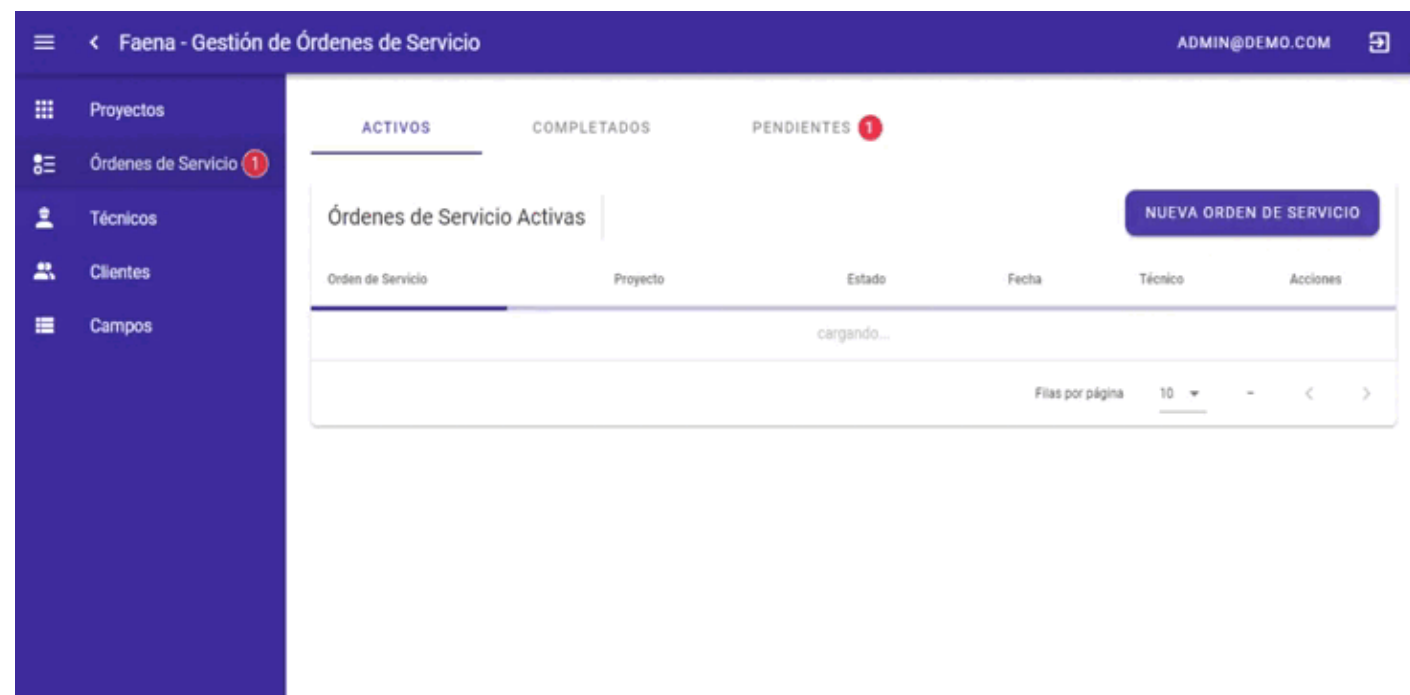 Faena - Gestión de Órdenes de Servicio ADMIN@DEMO.COM
Proyectos
Órdenes de Servicio 1
Técnicos
Clientes
Campos
ACTIVOS COMPLETADOS PENDIENTES 1
Órdenes de Servicio Activas NUEVA ORDEN DE SERVICIO
Orden de Servicio Proyecto Estado Fecha Técnico Acciones
cargando...
Filas por página 10 -